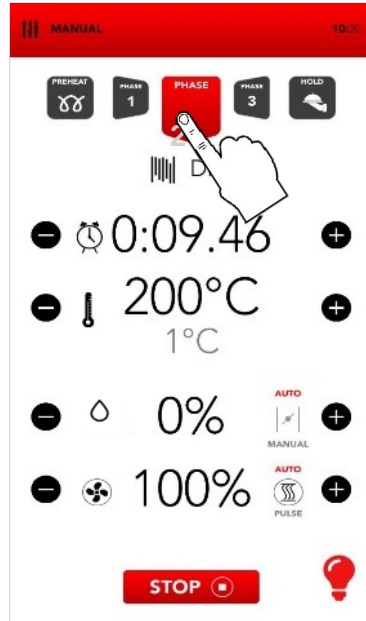 MANUAL 10:20
PREHEAT PHASE 1 PHASE 2 PHASE 3 HOLD
D
0:09.46
200°C
1°C
AUTO
0%
MANUAL
AUTO
100%
PULSE
STOP